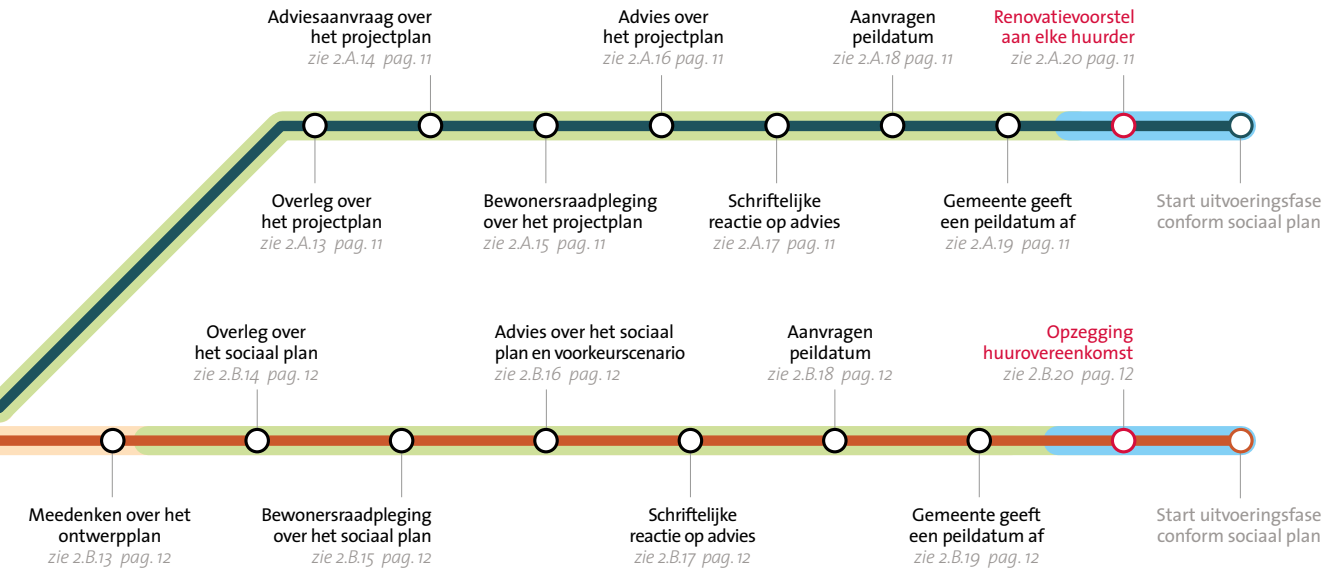 Adviesaanvraag over
het projectplan
zie 2.A.14 pag. 11
Advies over
het projectplan
zie 2.A.16 pag. 11
Aanvragen
peildatum
zie 2.A.18 pag. 11
Renovatievoorstel
aan elke huurder
zie 2.A.20 pag. 11
Overleg over
het projectplan
zie 2.A.13 pag. 11
Bewonersraadpleging
over het projectplan
zie 2.A.15 pag. 11
Schriftelijke
reactie op advies
zie 2.A.17 pag. 11
Gemeente geeft
een peildatum af
zie 2.A.19 pag. 11
Start uitvoeringsfase
conform sociaal plan
Overleg over
het sociaal plan
zie 2.B.14 pag. 12
Advies over het sociaal
plan en voorkeurscenario
zie 2.B.16 pag. 12
Aanvragen
peildatum
zie 2.B.18 pag. 12
Opzegging
huurovereenkomst
zie 2.B.20 pag. 12
Meedenken over het
ontwerpplan
zie 2.B.13 pag. 12
Bewonersraadpleging
over het sociaal plan
zie 2.B.15 pag. 12
Schriftelijke
reactie op advies
zie 2.B.17 pag. 12
Gemeente geeft
een peildatum af
zie 2.B.19 pag. 12
Start uitvoeringsfase
conform sociaal plan